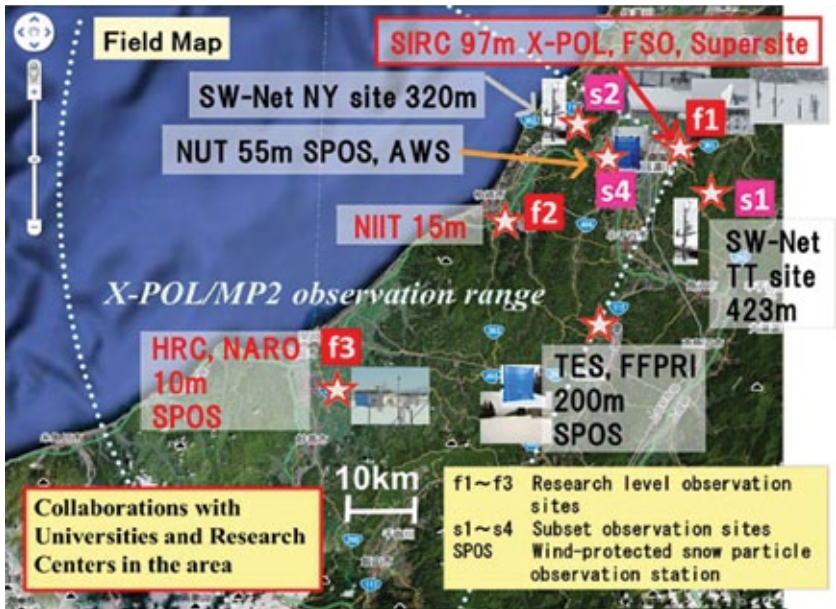 Field Map
SIRC 97m X-POL, FSO, Supersite
SW-Net NY site 320m
s2
f1
NUT 55m SPOS, AWS
s4
s1
f2
NIIT 15m
SW-Net
TT site
423m
X-POL/MP2 observation range
HRC, NARO
10m
SPOS
f3
TES, FFPRI
200m
SPOS
10km
Collaborations with
Universities and Research
Centers in the area
f1~f3 Research level observation
sites
s1~s4 Subset observation sites
SPOS Wind-protected snow particle
observation station